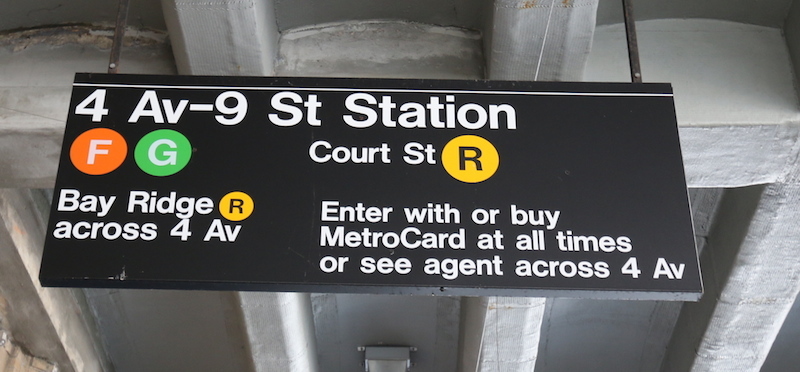 4 Av-9 St Station
F G
Court St R
Bay Ridge R
across 4 Av
Enter with or buy
MetroCard at all times
or see agent across 4 Av